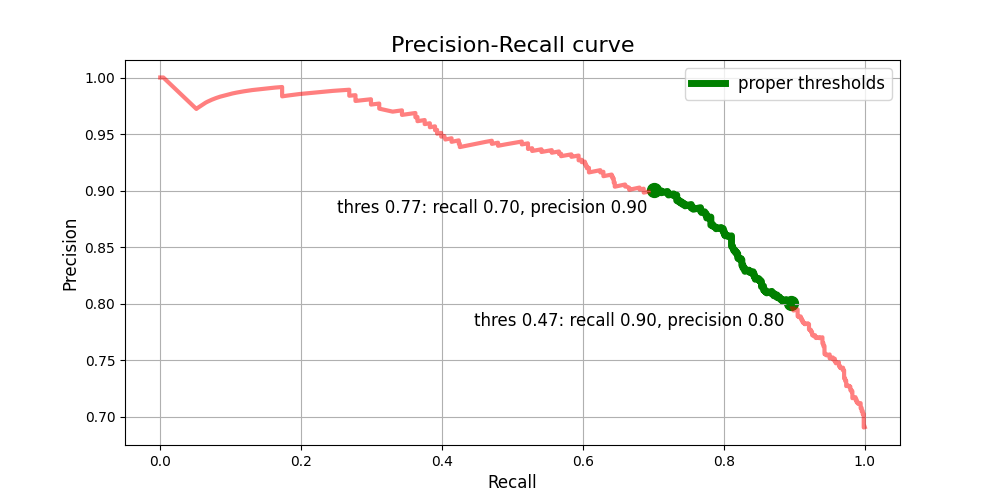 Precision-Recall curve
proper thresholds
1.00
0.95
0.90
0.85
0.80
0.75
0.70
Precision
thres 0.77: recall 0.70, precision 0.90
thres 0.47: recall 0.90, precision 0.80
0.0
0.2
0.4
0.6
0.8
1.0
Recall